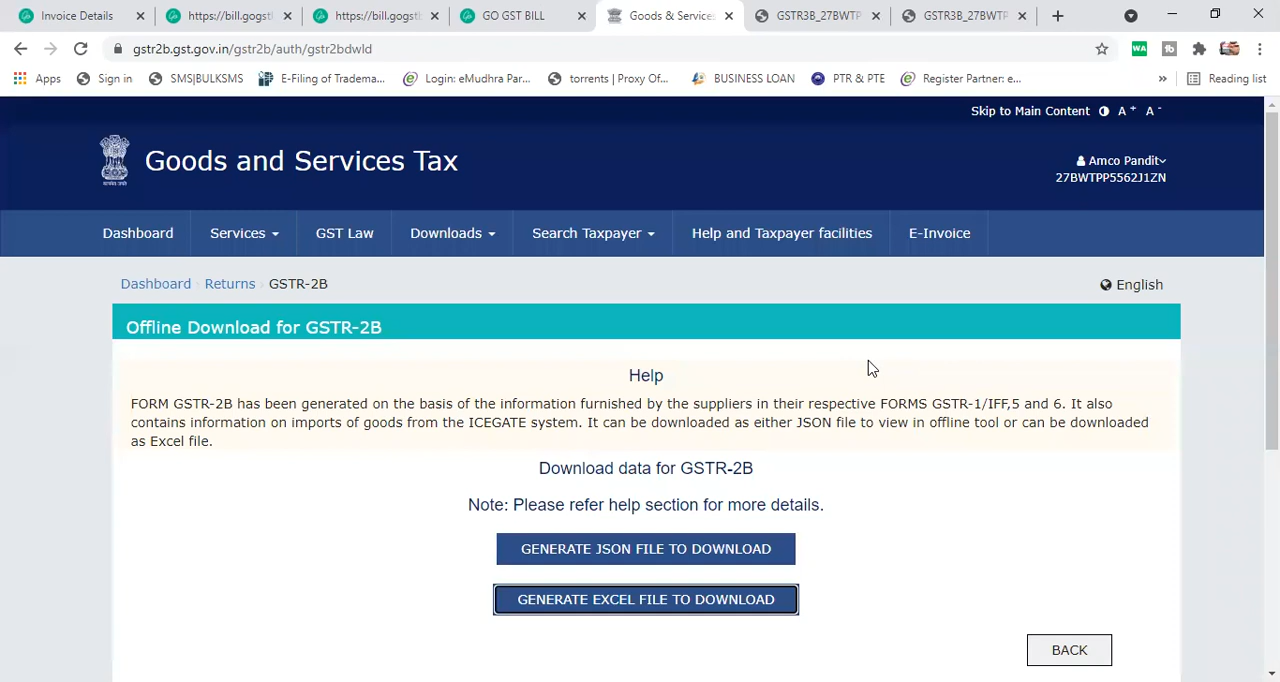 Invoice Details
https://bill.gogst
https://bill.gogst
GO GST BILL
Goods & Service
GSTR3B_27BWTP
GSTR3B_27BWTP
gstr2b.gst.gov.in/gstr2b/auth/gstr2bdwld
WA
Apps
Sign in
SMS|BULKSMS
E-Filing of Tradema...
Login: eMudhra Par...
torrents | Proxy Of...
BUSINESS LOAN
PTR & PTE
Register Partner: e...
»
Reading list
Skip to Main Content A+ A-
Goods and Services Tax
Amco Pandit
27BWTPP5562J1ZN
Dashboard
Services
GST Law
Downloads
Search Taxpayer
Help and Taxpayer facilities
E-Invoice
Dashboard › Returns › GSTR-2B
English
Offline Download for GSTR-2B
Help
FORM GSTR-2B has been generated on the basis of the information furnished by the suppliers in their respective FORMS GSTR-1/IFF,5 and 6. It also
contains information on imports of goods from the ICEGATE system. It can be downloaded as either JSON file to view in offline tool or can be downloaded
as Excel file.
Download data for GSTR-2B
Note: Please refer help section for more details.
GENERATE JSON FILE TO DOWNLOAD
GENERATE EXCEL FILE TO DOWNLOAD
BACK